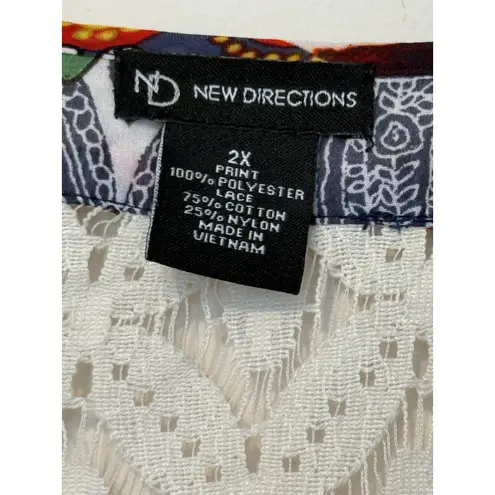 ND NEW DIRECTIONS
2X
PRINT
100% POLYESTER
LACE
75% COTTON
25% NYLON
MADE IN
VIETNAM